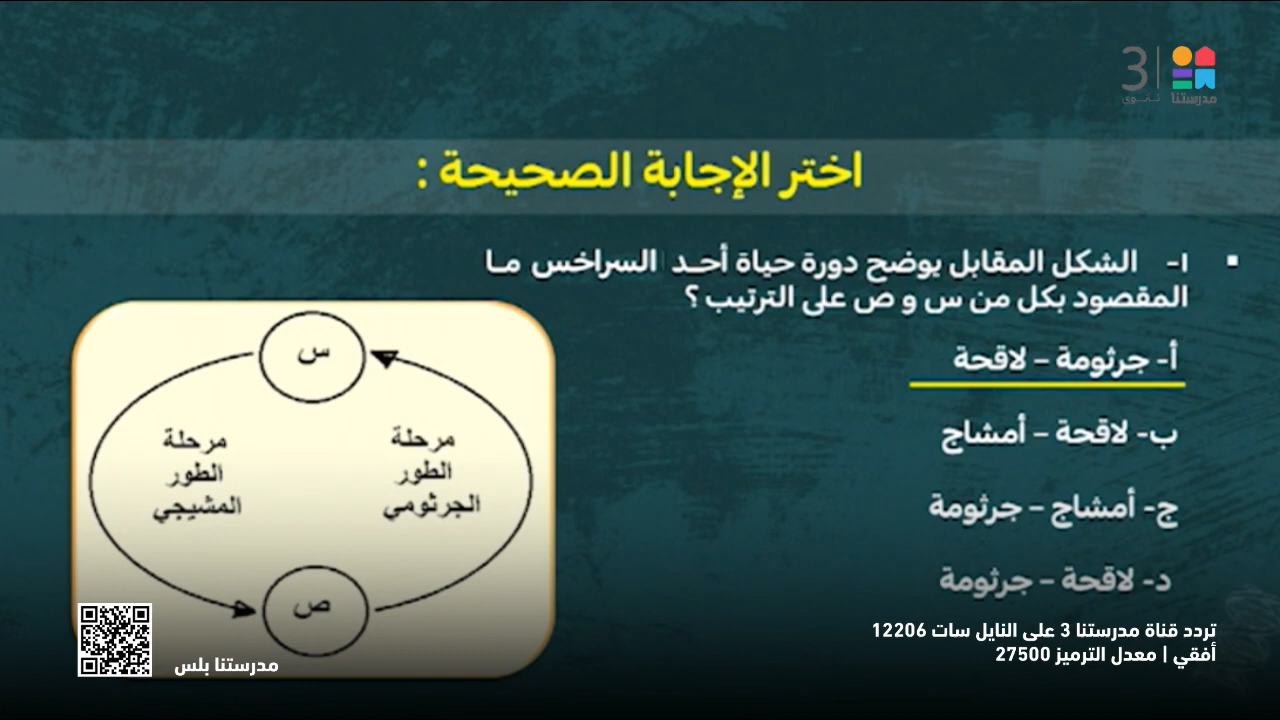 3
ثانوي
مدرستنا
اختر الإجابة الصحيحة :
١- الشكل المقابل يوضح دورة حياة أحد السراخس ما
المقصود بكل من س و ص على الترتيب ؟
أ- جرثومة – لاقحة
ب- لاقحة – أمشاج
ج- أمشاج – جرثومة
د- لاقحة – جرثومة
س
مرحلة
الطور
الجرثومي
مرحلة
الطور
المشيجي
ص
تردد قناة مدرستنا 3 على النايل سات 12206
أفقي | معدل الترميز 27500
مدرستنا بلس